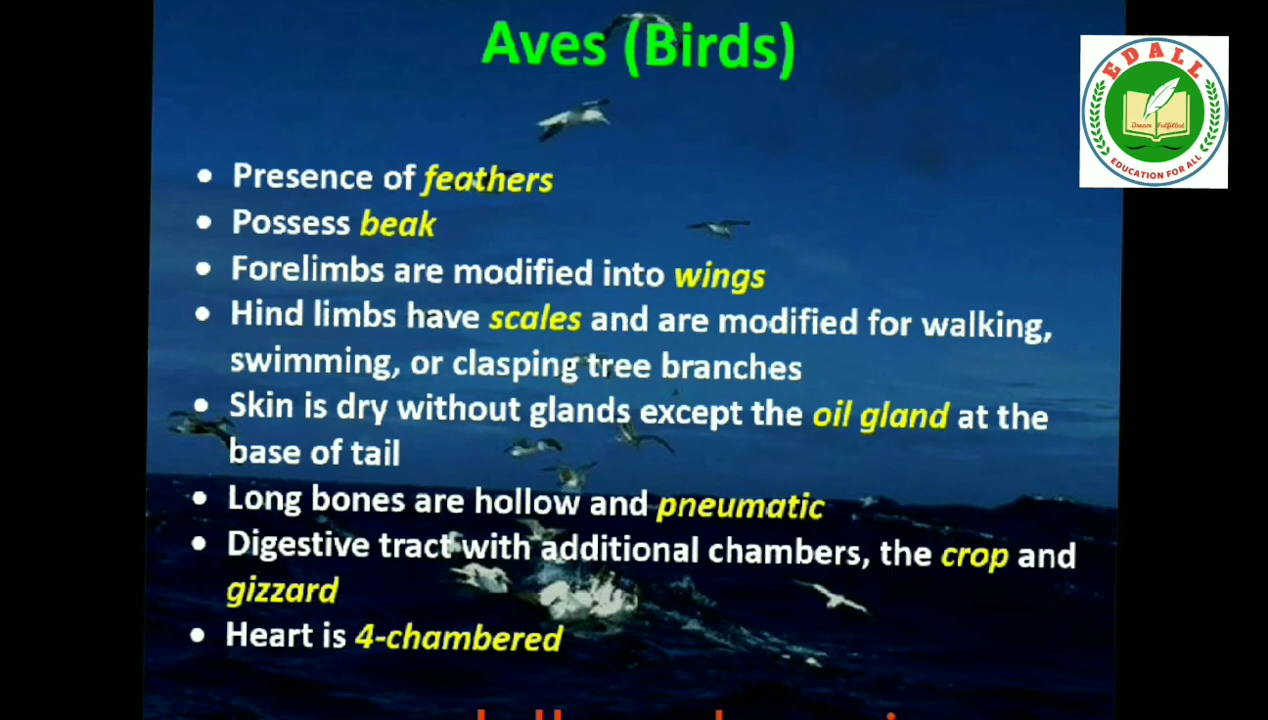 Aves (Birds)
EDALL
Dream Fulfilled
EDUCATION FOR ALL
• Presence of feathers
• Possess beak
• Forelimbs are modified into wings
• Hind limbs have scales and are modified for walking,
swimming, or clasping tree branches
• Skin is dry without glands except the oil gland at the
base of tail
• Long bones are hollow and pneumatic
• Digestive tract with additional chambers, the crop and
gizzard
• Heart is 4-chambered